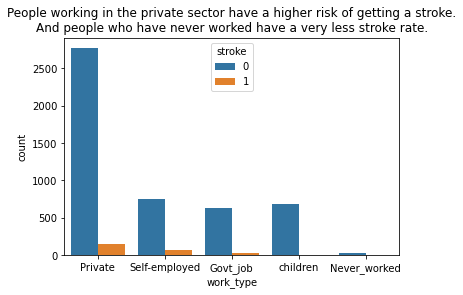 People working in the private sector have a higher risk of getting a stroke.
And people who have never worked have a very less stroke rate.
stroke
0
1
2500
2000
1500
1000
500
0
count
Private Self-employed Govt_job children Never_worked
work_type